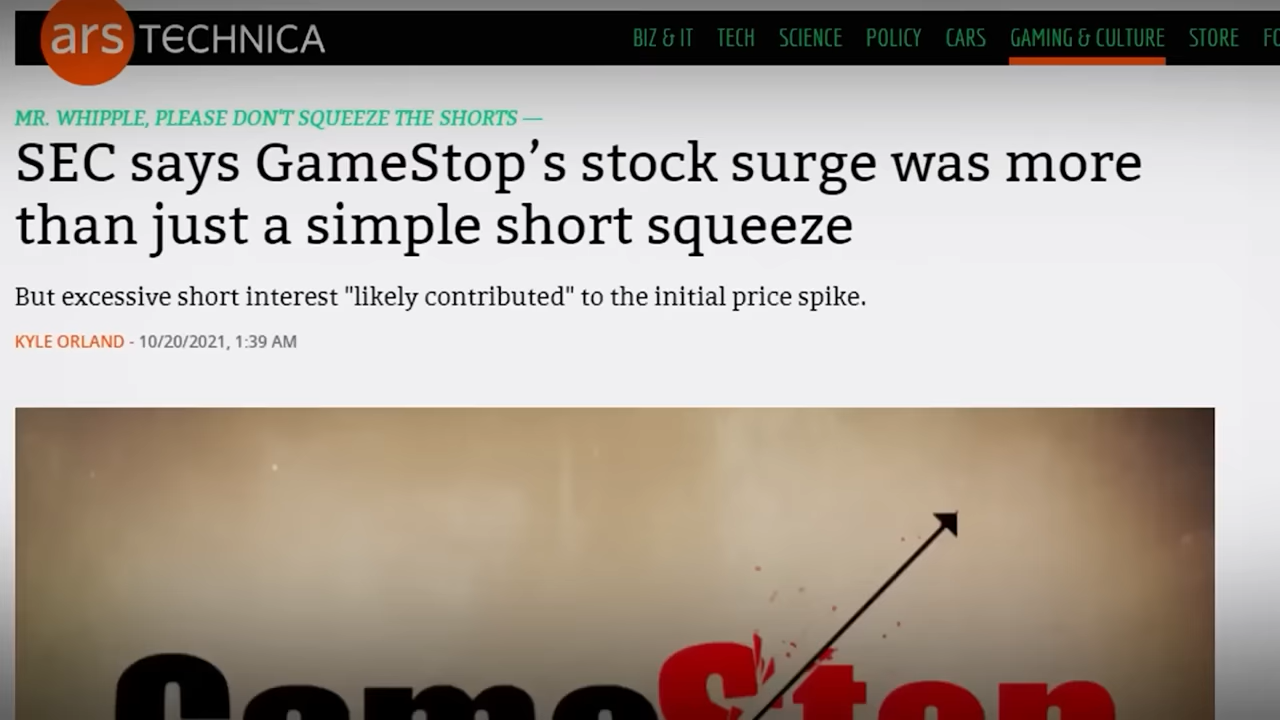 ars TECHNICA
BIZ & IT TECH SCIENCE POLICY CARS GAMING & CULTURE STORE
MR. WHIPPLE, PLEASE DON'T SQUEEZE THE SHORTS —
SEC says GameStop’s stock surge was more
than just a simple short squeeze
But excessive short interest "likely contributed" to the initial price spike.
KYLE ORLAND - 10/20/2021, 1:39 AM
GameStop